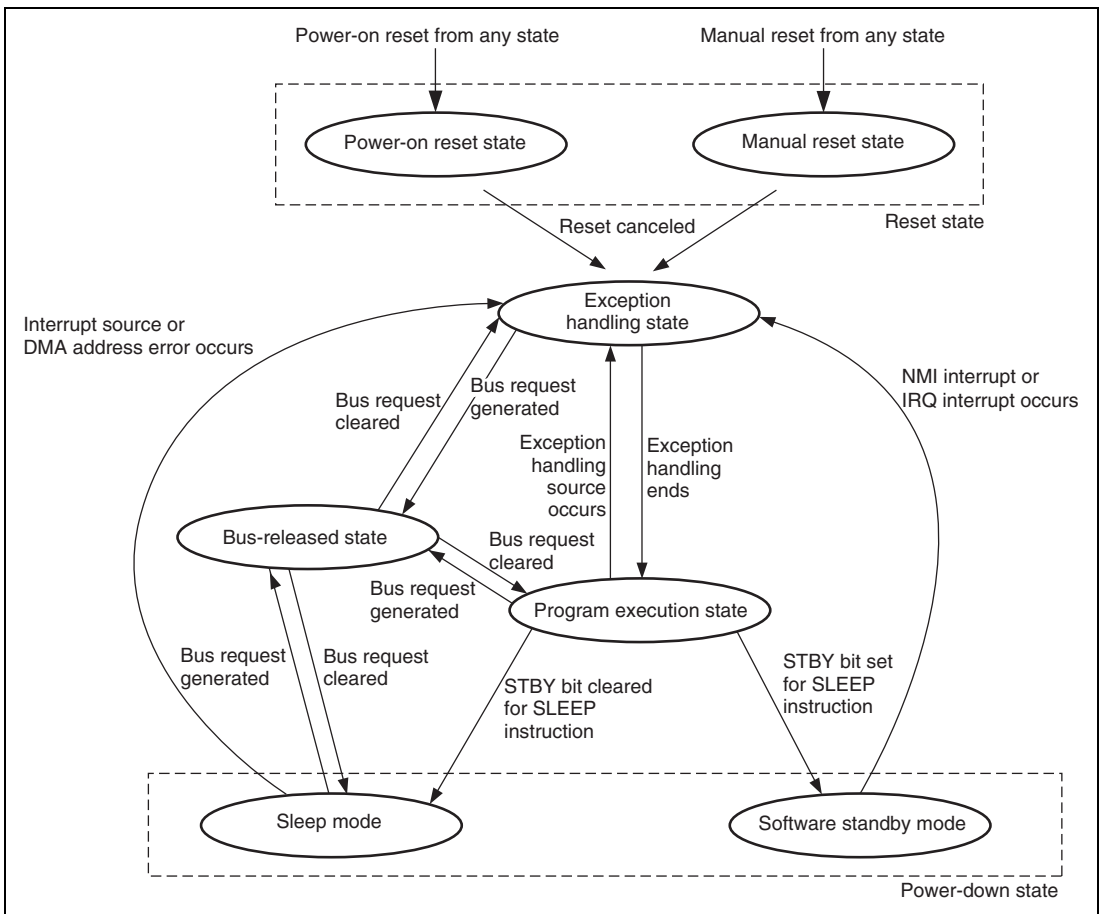 Power-on reset from any state
Manual reset from any state
Power-on reset state
Manual reset state
Reset state
Reset canceled
Exception
handling state
Interrupt source or
DMA address error occurs
NMI interrupt or
IRQ interrupt occurs
Bus request
cleared
Bus request
generated
Exception
handling
source
occurs
Exception
handling
ends
Bus-released state
Bus request
cleared
Bus request
generated
Program execution state
Bus request
generated
Bus request
cleared
STBY bit cleared
for SLEEP
instruction
STBY bit set
for SLEEP
instruction
Sleep mode
Software standby mode
Power-down state